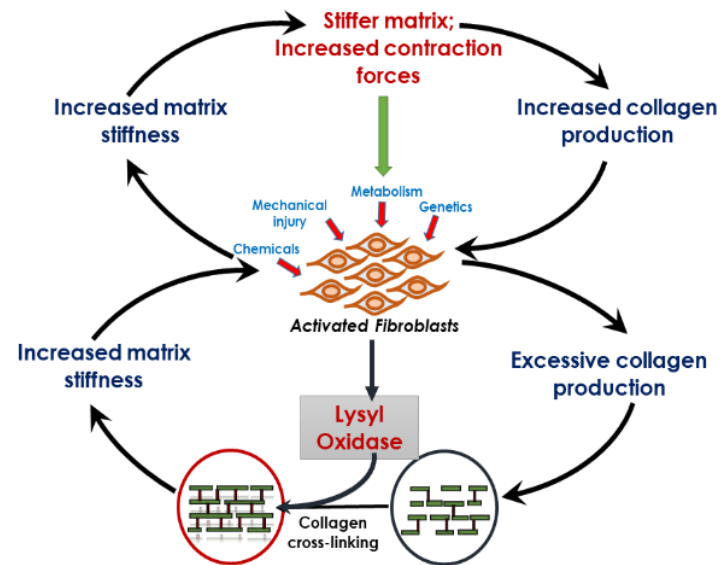 Stiffer matrix;
Increased contraction
forces
Increased matrix
stiffness
Increased collagen
production
Metabolism
Mechanical
injury
Genetics
Chemicals
Activated Fibroblasts
Increased matrix
stiffness
Excessive collagen
production
Lysyl
Oxidase
Collagen
cross-linking